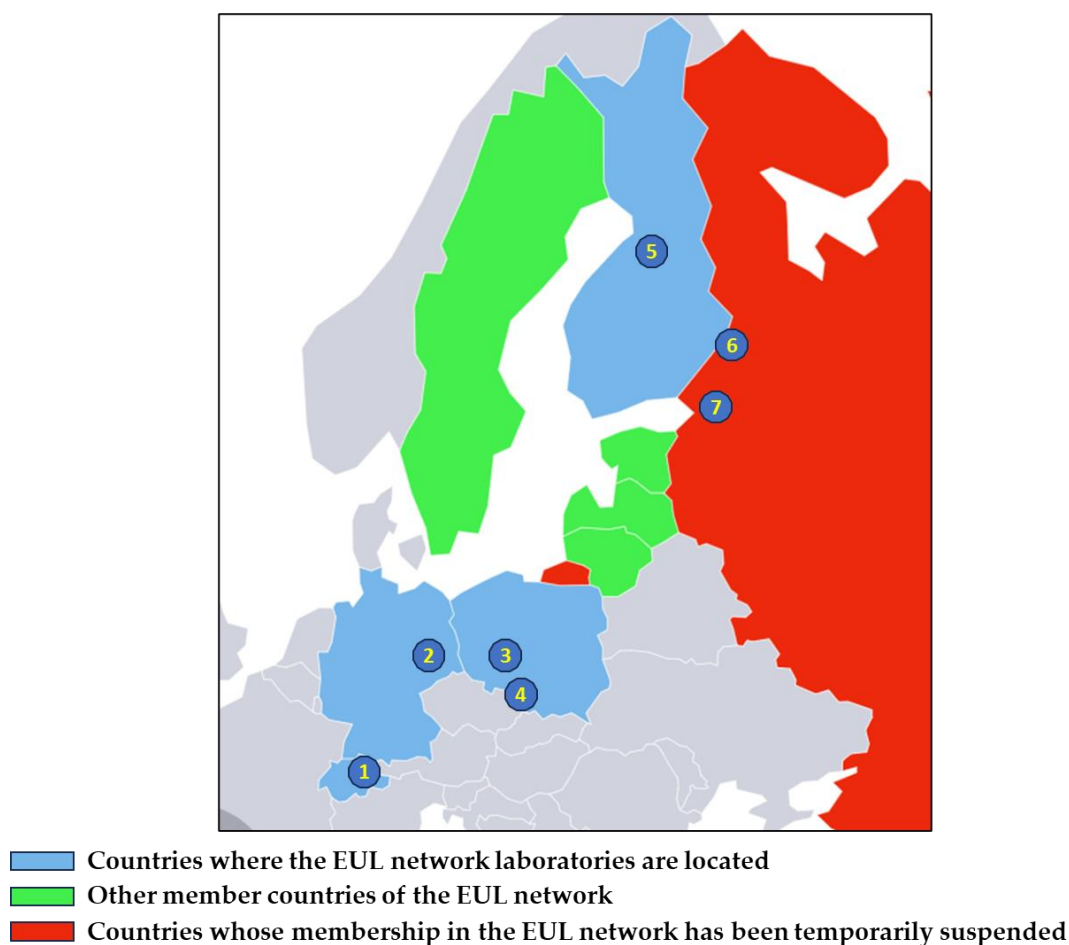 5
6
7
2
3
4
1
Countries where the EUL network laboratories are located
Other member countries of the EUL network
Countries whose membership in the EUL network has been temporarily suspended